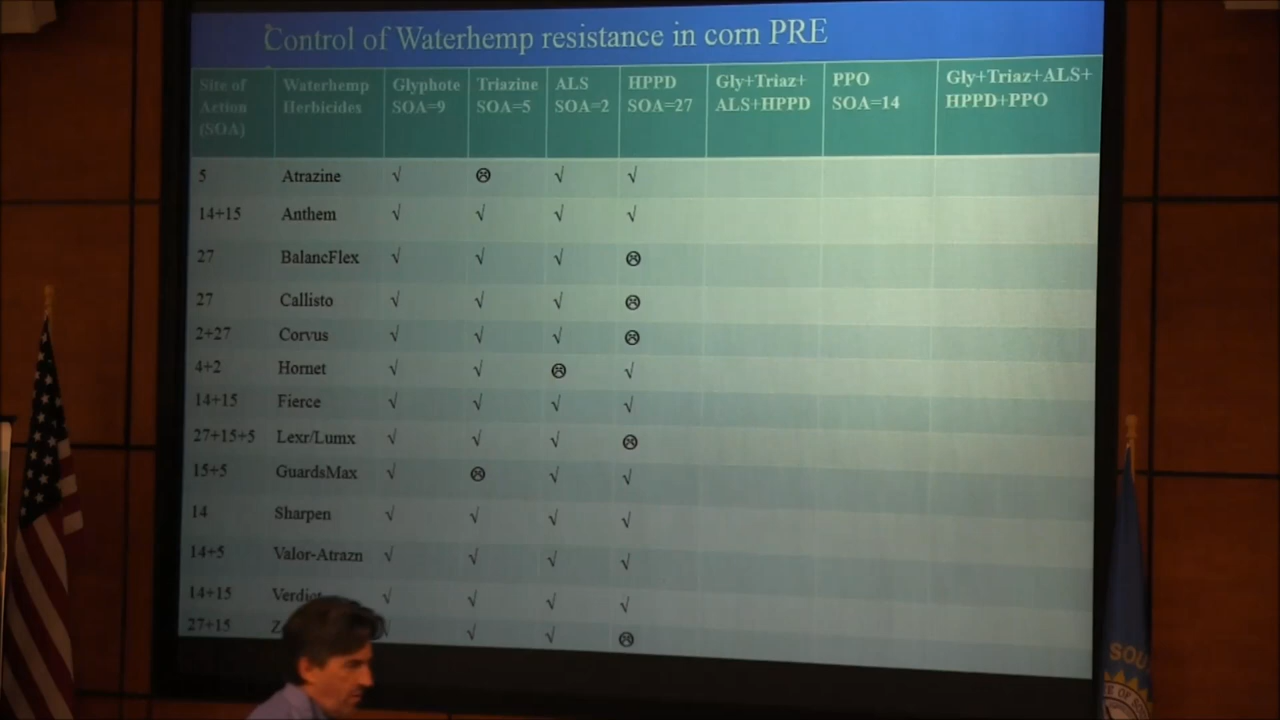 Control of Waterhemp resistance in corn PRE
Site of Action (SOA) Waterhemp Herbicides Glyphote SOA=9 Triazine SOA=5 ALS SOA=2 HPPD SOA=27 Gly+Triaz+ ALS+HPPD PPO SOA=14 Gly+Triaz+ALS+ HPPD+PPO
5 Atrazine √ ☹ √ √
14+15 Anthem √ √ √ √
27 BalancFlex √ √ √ ☹
27 Callisto √ √ √ ☹
2+27 Corvus √ √ √ ☹
4+2 Hornet √ √ ☹ √
14+15 Fierce √ √ √ √
27+15+5 Lexr/Lumx √ √ √ ☹
15+5 GuardsMax √ ☹ √ √
14 Sharpen √ √ √ √
14+5 Valor-Atrazn √ √ √ √
14+15 Verdict √ √ √ √
27+15 √ √ √ ☹